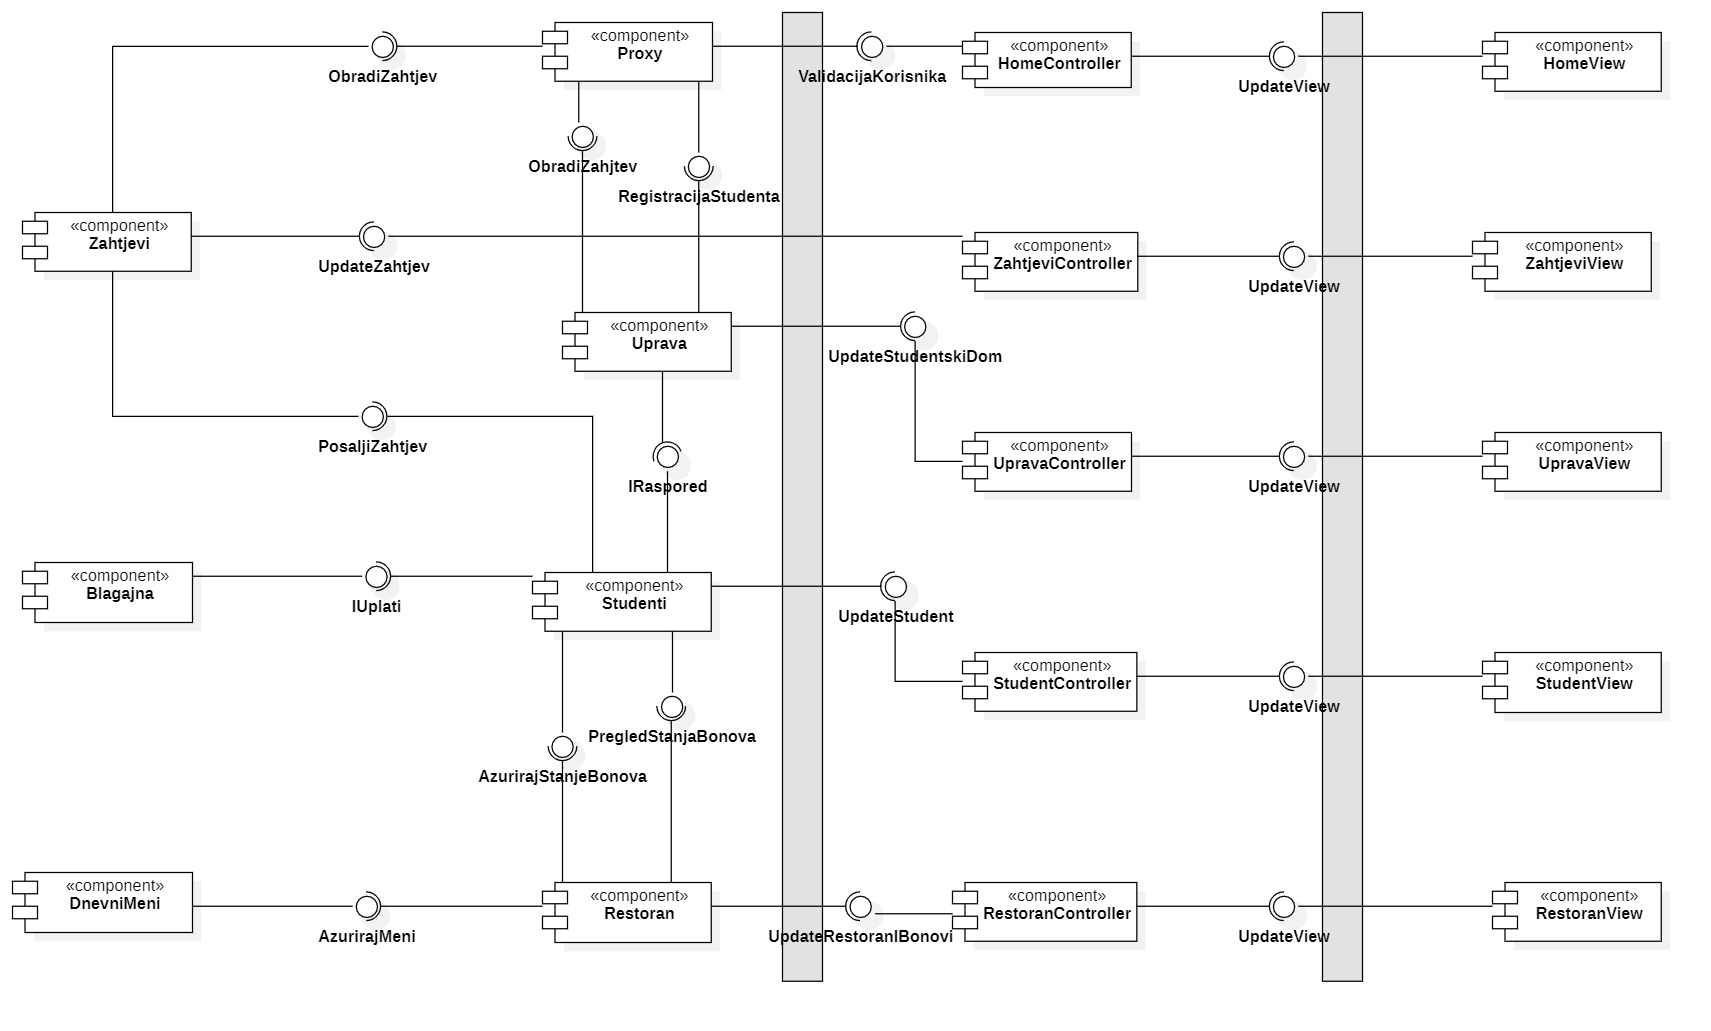 «component»
Proxy
«component»
HomeController
«component»
HomeView
ObradiZahtjev
ValidacijaKorisnika
UpdateView
ObradiZahjtev
RegistracijaStudenta
«component»
Zahtjevi
UpdateZahtjev
«component»
ZahtjeviController
UpdateView
«component»
ZahtjeviView
«component»
Uprava
UpdateStudentskiDom
PosaljiZahtjev
IRaspored
«component»
UpravaController
UpdateView
«component»
UpravaView
«component»
Blagajna
IUplati
«component»
Studenti
UpdateStudent
«component»
StudentController
UpdateView
«component»
StudentView
PregledStanjaBonova
AzurirajStanjeBonova
«component»
DnevniMeni
AzurirajMeni
«component»
Restoran
UpdateRestoranIBonovi
«component»
RestoranController
UpdateView
«component»
RestoranView